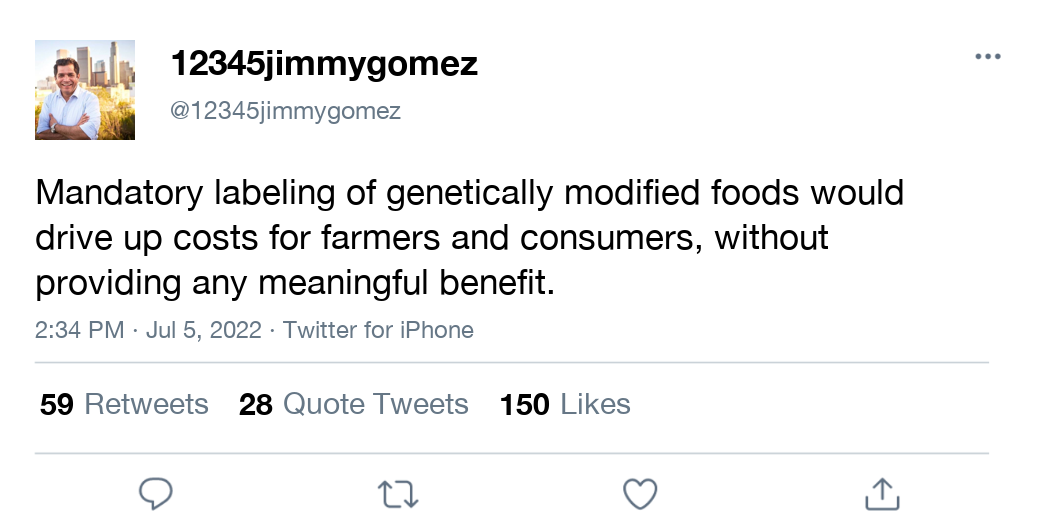 12345jimmygomez
@12345jimmygomez
Mandatory labeling of genetically modified foods would
drive up costs for farmers and consumers, without
providing any meaningful benefit.
2:34 PM · Jul 5, 2022 · Twitter for iPhone
59 Retweets 28 Quote Tweets 150 Likes